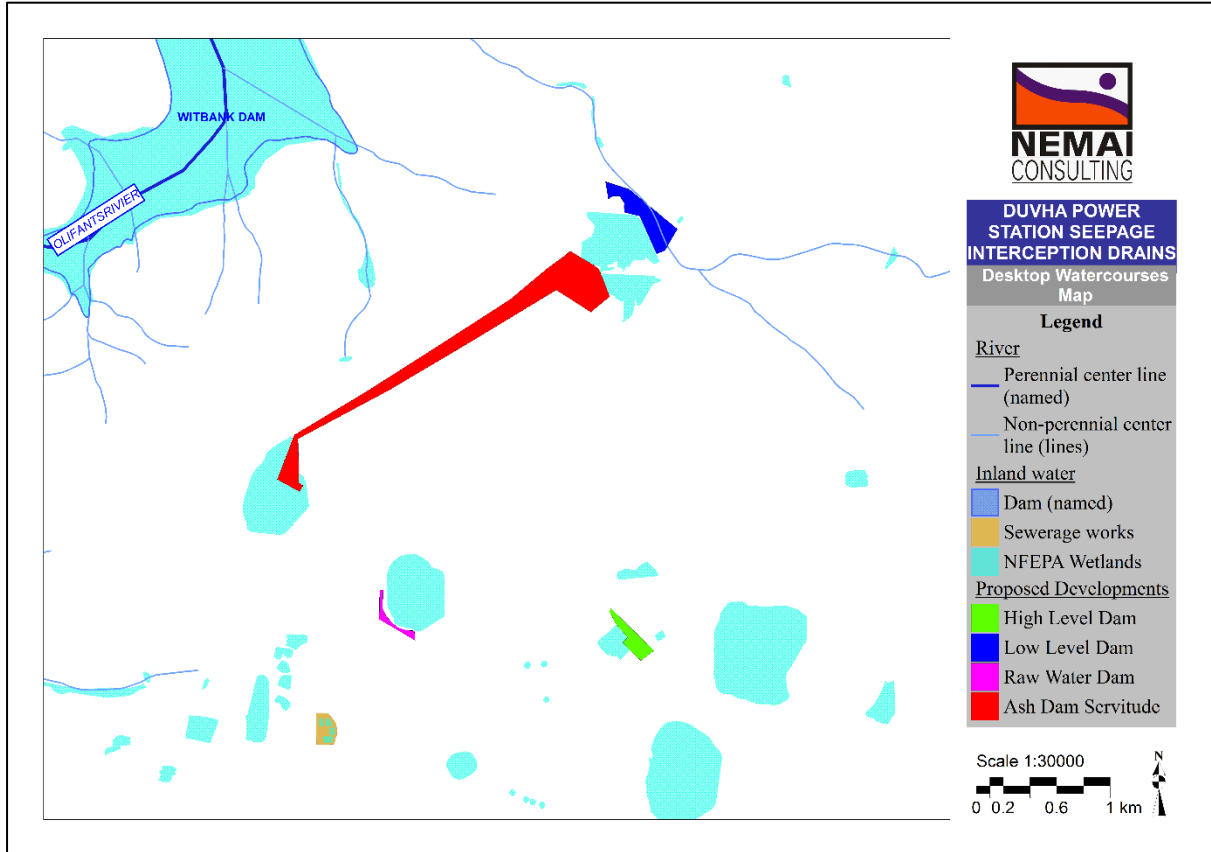 WITBANK DAM
OLIFANTSRIVIER
NEMAI
CONSULTING
DUVHA POWER
STATION SEEPAGE
INTERCEPTION DRAINS
Desktop Watercourses
Map
Legend
River
Perennial center line
(named)
Non-perennial center
line (lines)
Inland water
Dam (named)
Sewerage works
NFEPA Wetlands
Proposed Developments
High Level Dam
Low Level Dam
Raw Water Dam
Ash Dam Servitude
Scale 1:30000
N
0 0.2 0.6 1 km